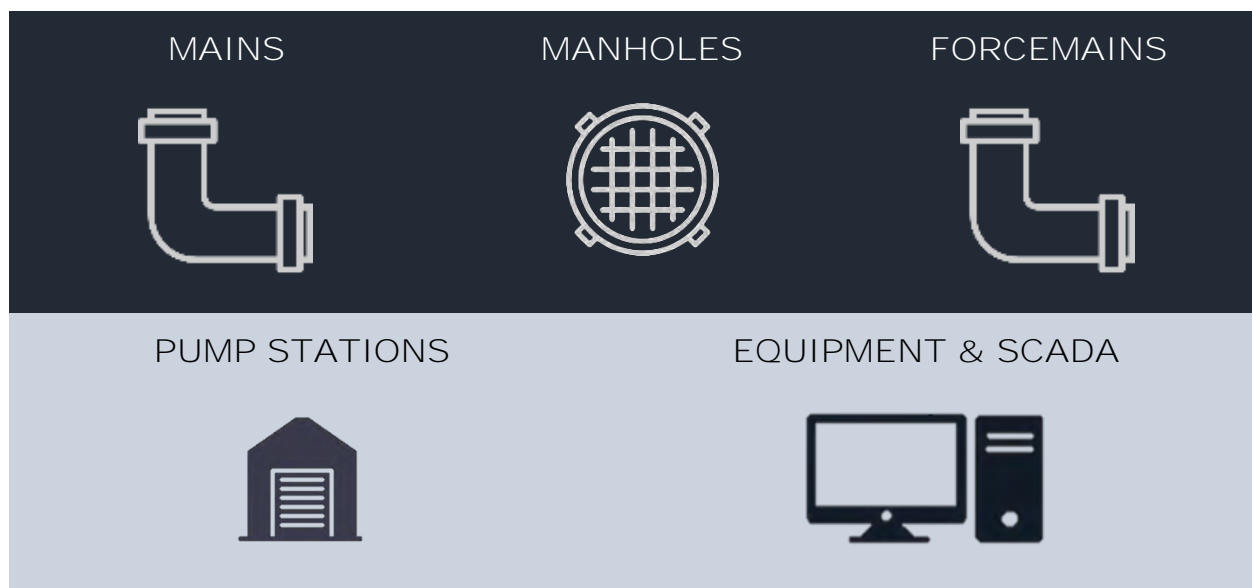 MAINS
MANHOLES
FORCEMAINS
PUMP STATIONS
EQUIPMENT & SCADA